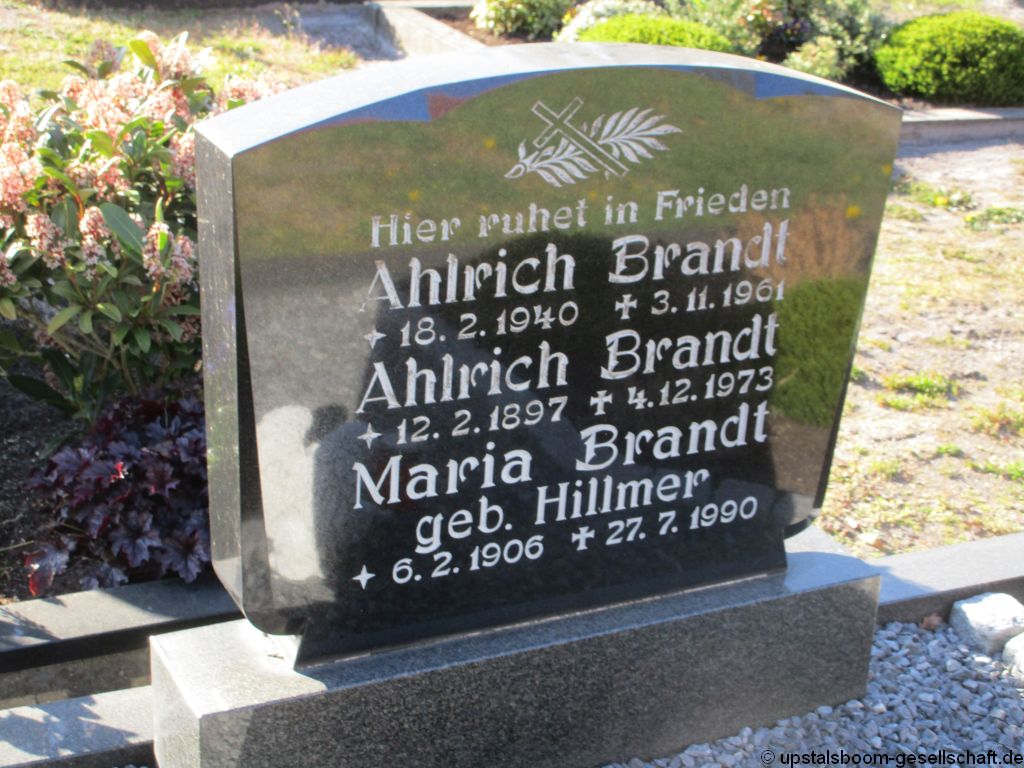 Hier ruhet in Frieden
Ahlrich Brandt
✦ 18. 2. 1940 ✝ 3. 11. 1961
Ahlrich Brandt
✦ 12. 2. 1897 ✝ 4. 12. 1973
Maria Brandt
geb. Hillmer
✦ 6. 2. 1906 ✝ 27. 7. 1990
© upstalsboom-gesellschaft.de